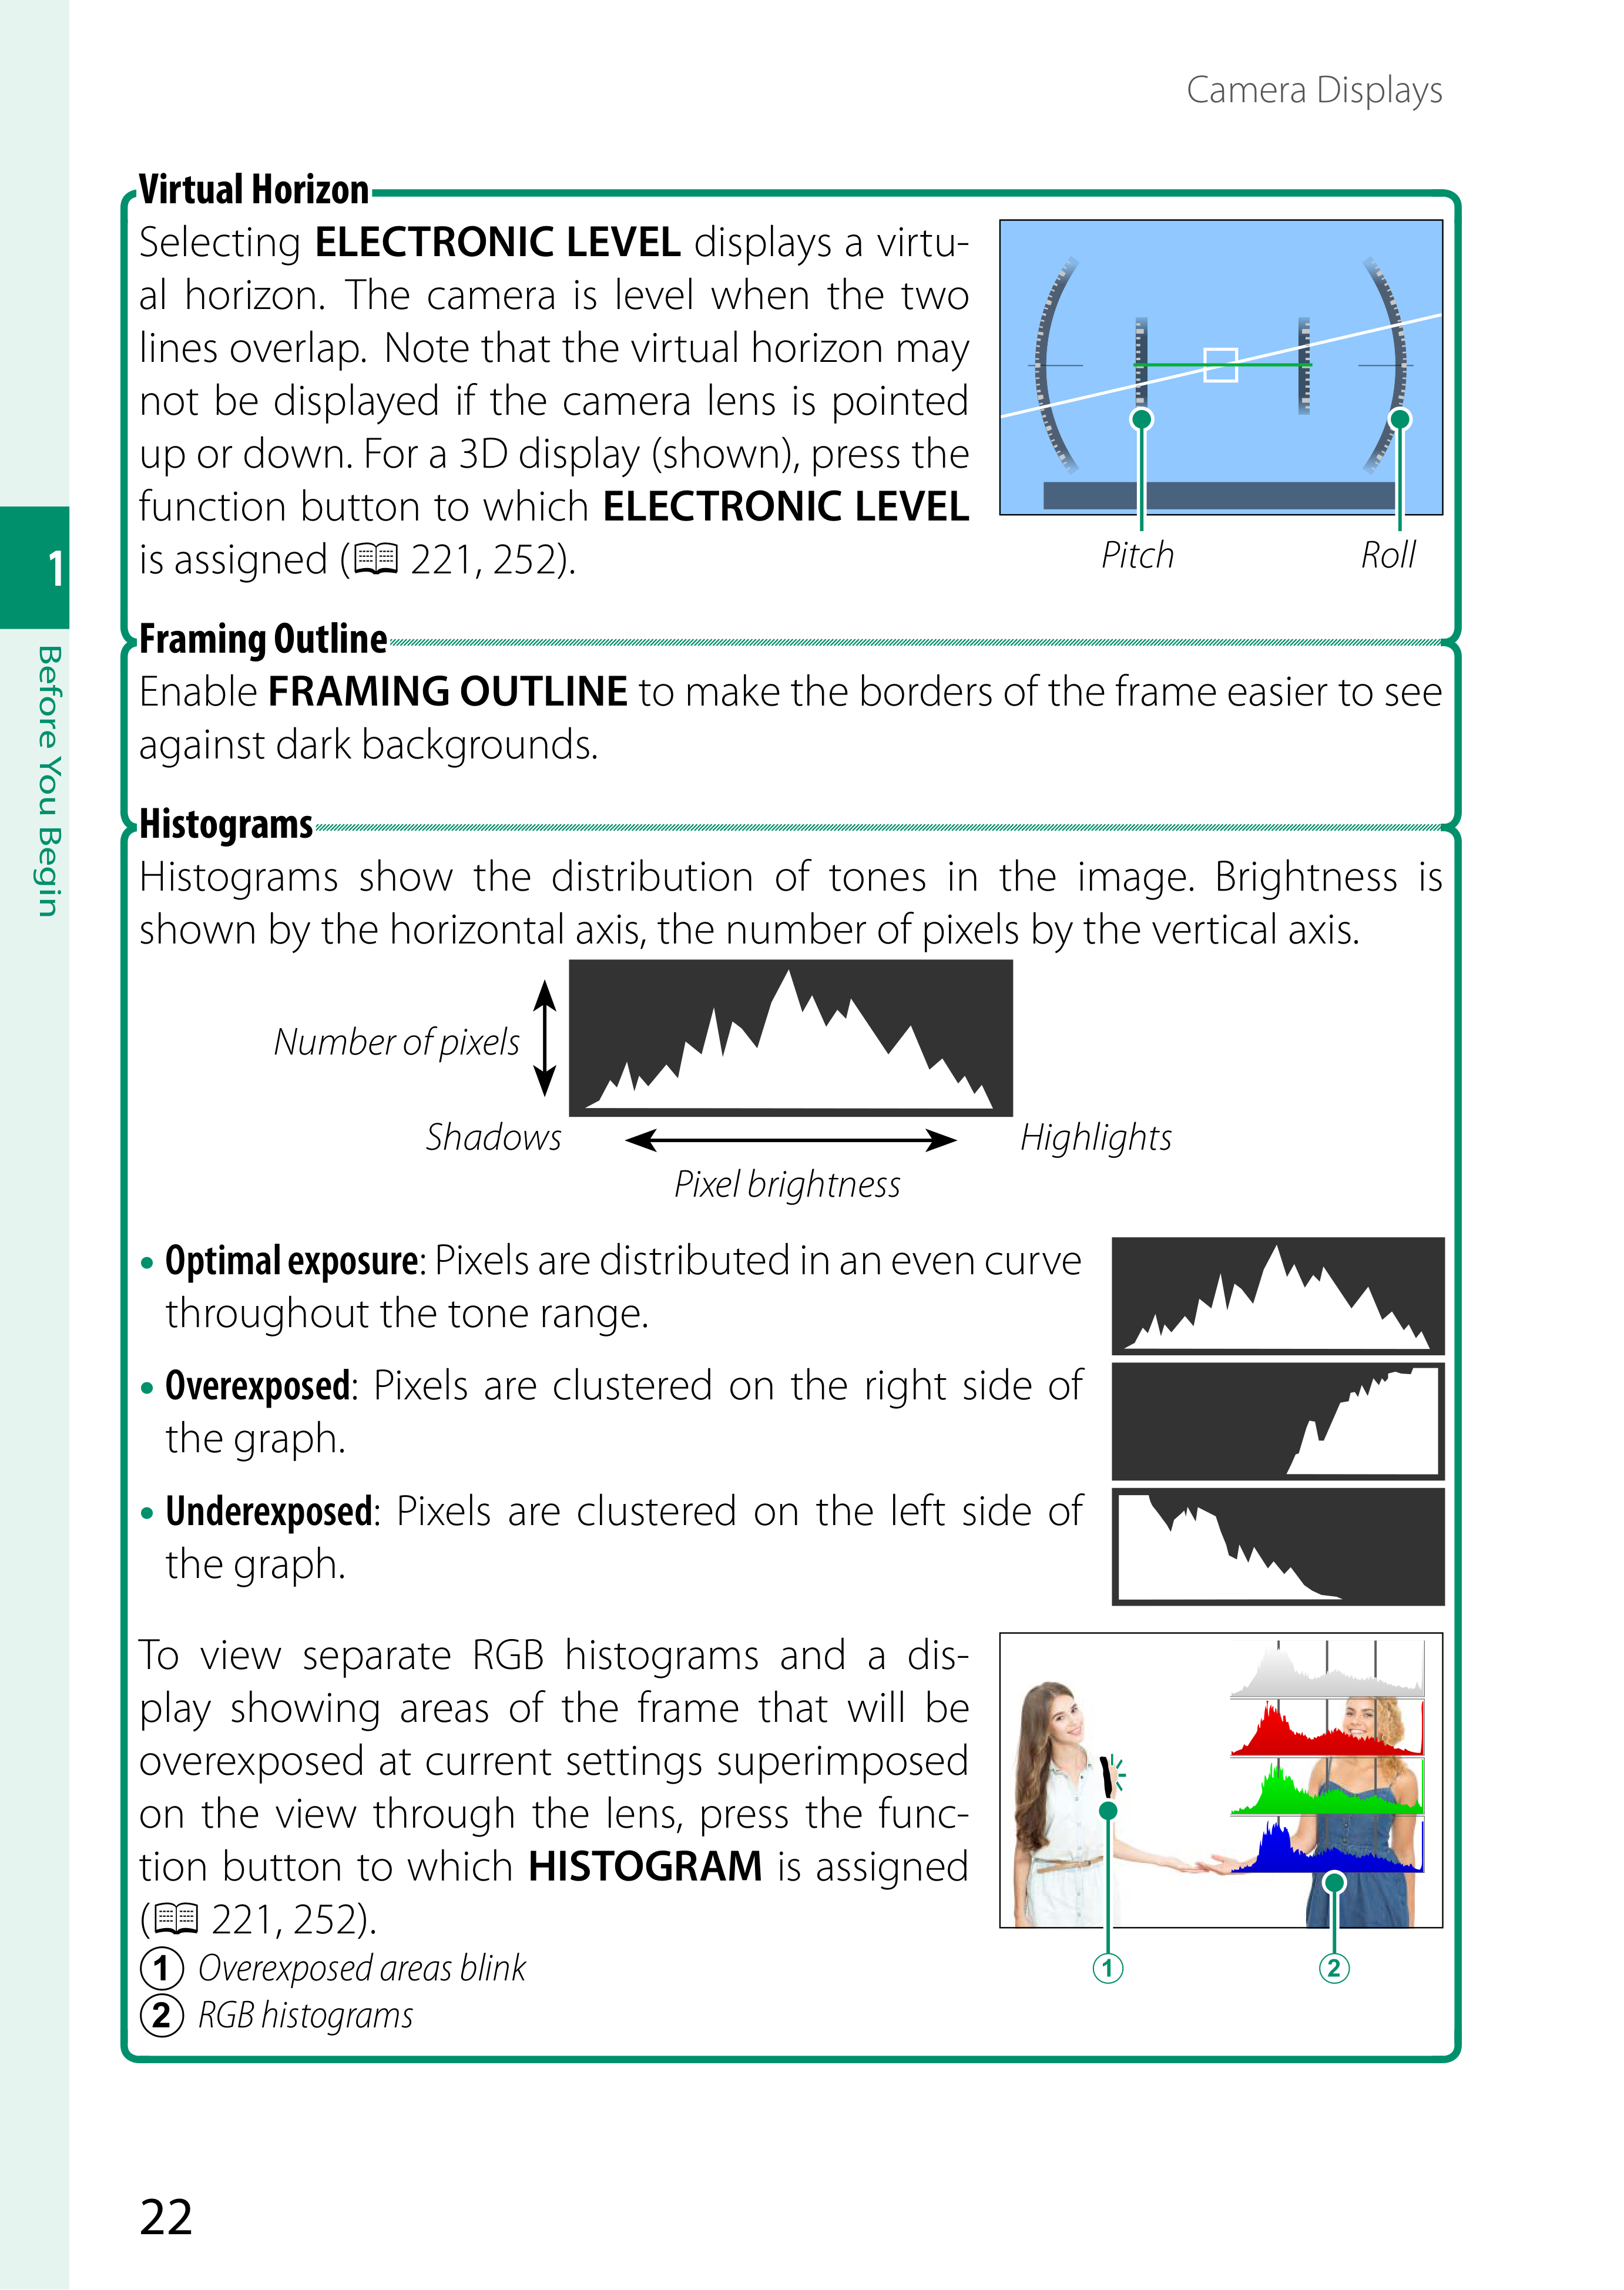 Camera Displays
Virtual Horizon
Selecting ELECTRONIC LEVEL displays a virtu-
al horizon. The camera is level when the two
lines overlap. Note that the virtual horizon may
not be displayed if the camera lens is pointed
up or down. For a 3D display (shown), press the
function button to which ELECTRONIC LEVEL
is assigned (221, 252).
Pitch
Roll
Framing Outline
Enable FRAMING OUTLINE to make the borders of the frame easier to see
against dark backgrounds.
Histograms
Histograms show the distribution of tones in the image. Brightness is
shown by the horizontal axis, the number of pixels by the vertical axis.
Number of pixels
Shadows
Highlights
Pixel brightness
• Optimal exposure: Pixels are distributed in an even curve
throughout the tone range.
• Overexposed: Pixels are clustered on the right side of
the graph.
• Underexposed: Pixels are clustered on the left side of
the graph.
To view separate RGB histograms and a dis-
play showing areas of the frame that will be
overexposed at current settings superimposed
on the view through the lens, press the func-
tion button to which HISTOGRAM is assigned
(221, 252).
① Overexposed areas blink
② RGB histograms
①
②
1
Before You Begin
22